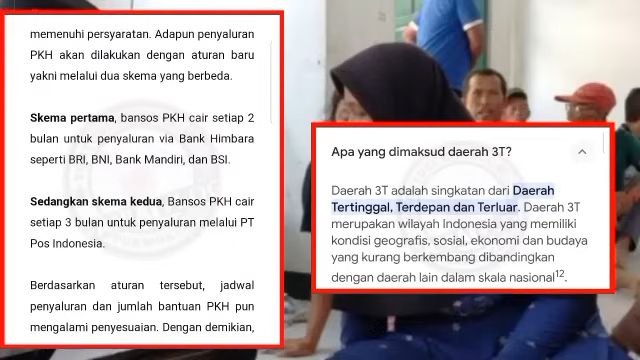 memenuhi persyaratan. Adapun penyaluran
PKH akan dilakukan dengan aturan baru
yakni melalui dua skema yang berbeda.
Skema pertama, bansos PKH cair setiap 2
bulan untuk penyaluran via Bank Himbara
seperti BRI, BNI, Bank Mandiri, dan BSI.
Sedangkan skema kedua, Bansos PKH cair
setiap 3 bulan untuk penyaluran melalui PT
Pos Indonesia.
Berdasarkan aturan tersebut, jadwal
penyaluran dan jumlah bantuan PKH pun
mengalami penyesuaian. Dengan demikian,
Apa yang dimaksud daerah 3T?
Daerah 3T adalah singkatan dari Daerah
Tertinggal, Terdepan dan Terluar. Daerah 3T
merupakan wilayah Indonesia yang memiliki
kondisi geografis, sosial, ekonomi dan budaya
yang kurang berkembang dibandingkan
dengan daerah lain dalam skala nasional¹².